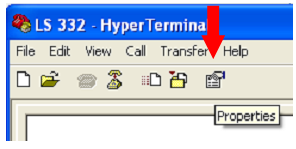 LS 332 - HyperTerminal
File Edit View Call Transfer Help
Properties